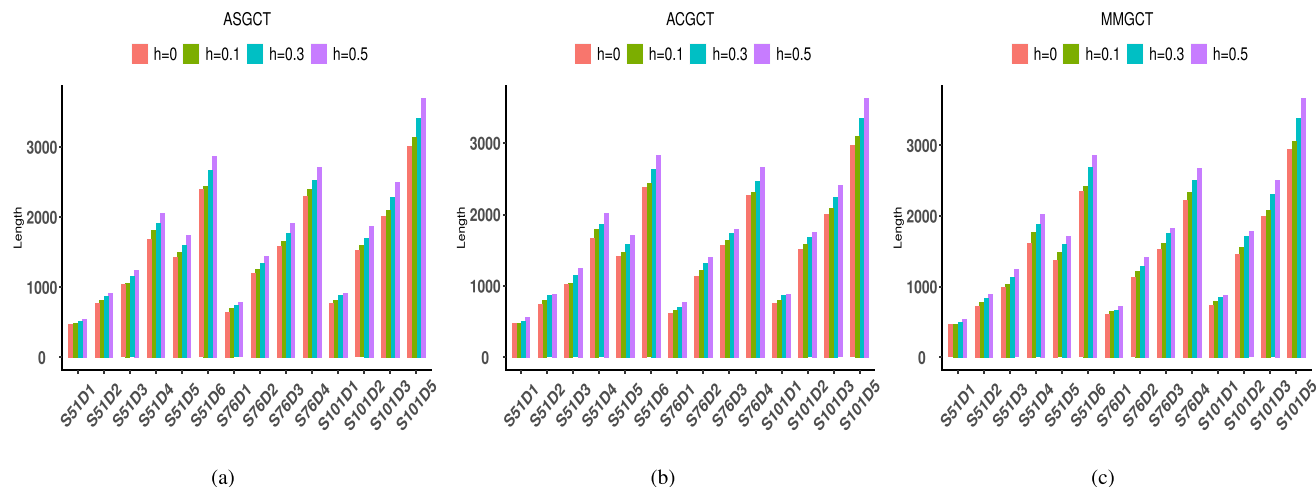 ASGCT
h=0 h=0.1 h=0.3 h=0.5
Length
3000
2000
1000
0
S51D1 S51D2 S51D3 S51D4 S51D5 S51D6 S76D1 S76D2 S76D3 S76D4 S101D1 S101D2 S101D3 S101D5
(a)
ACGCT
h=0 h=0.1 h=0.3 h=0.5
Length
3000
2000
1000
0
S51D1 S51D2 S51D3 S51D4 S51D5 S51D6 S76D1 S76D2 S76D3 S76D4 S101D1 S101D2 S101D3 S101D5
(b)
MMGCT
h=0 h=0.1 h=0.3 h=0.5
Length
3000
2000
1000
0
S51D1 S51D2 S51D3 S51D4 S51D5 S51D6 S76D1 S76D2 S76D3 S76D4 S101D1 S101D2 S101D3 S101D5
(c)